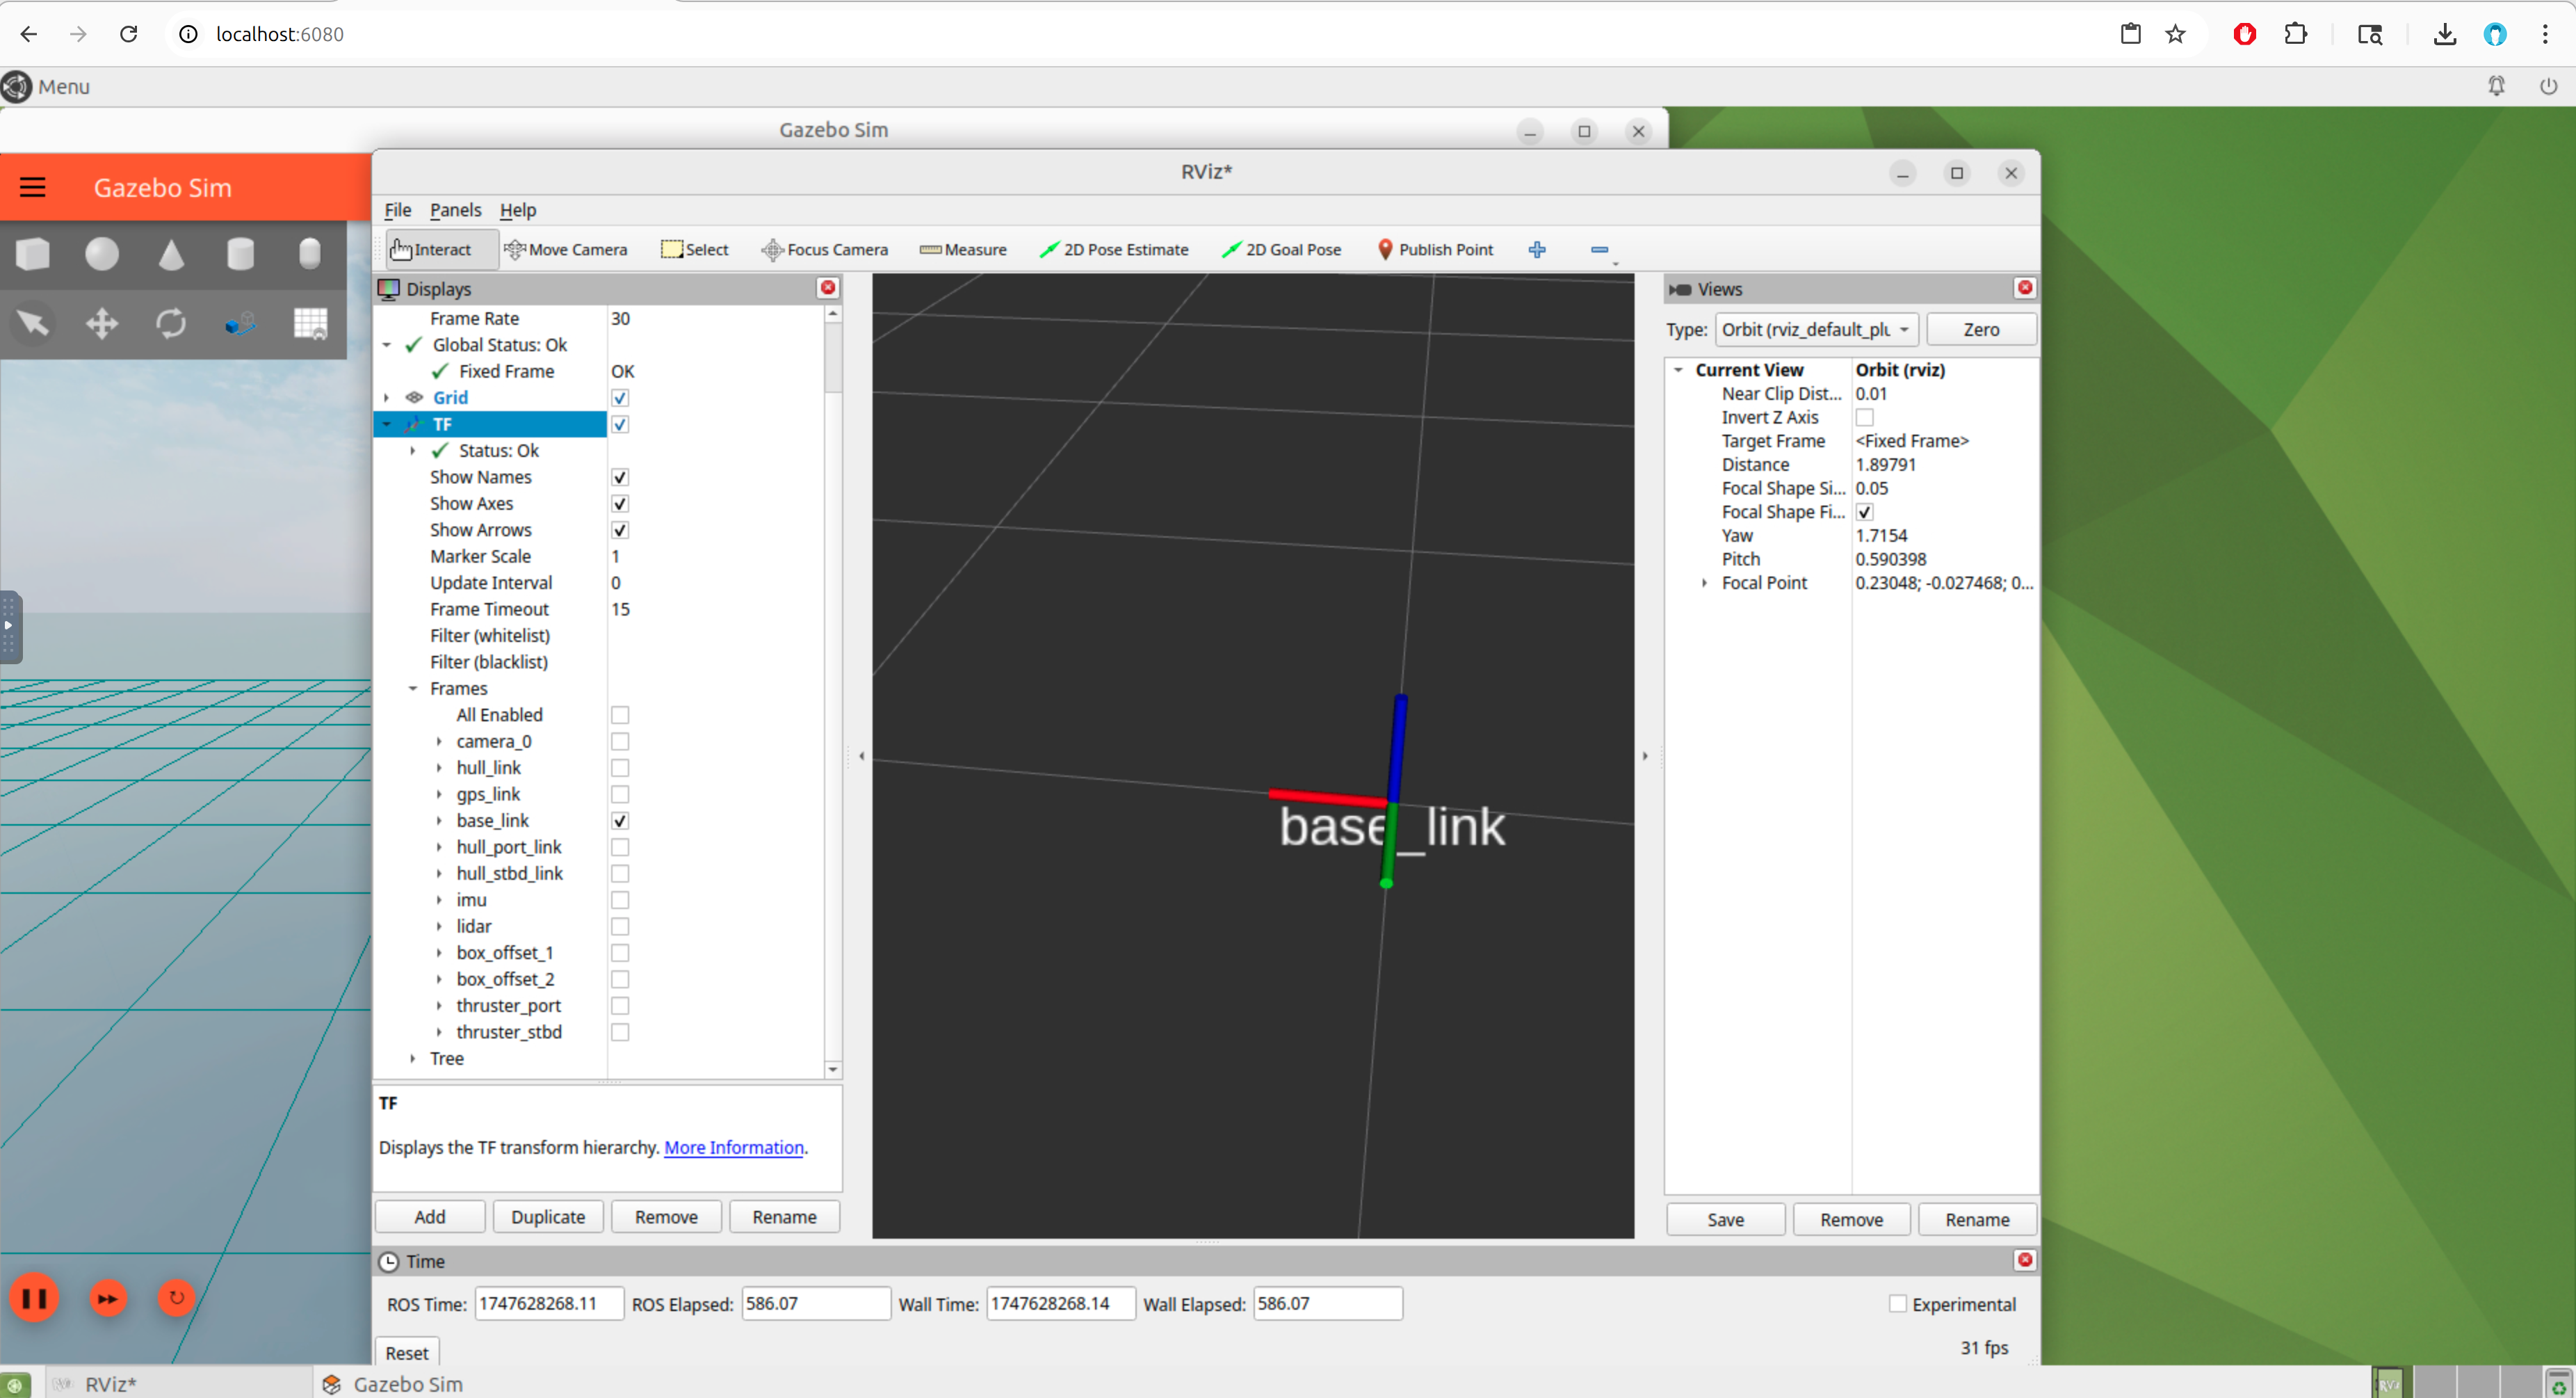 localhost:6080
Menu
Gazebo Sim
Gazebo Sim
RViz*
File Panels Help
Interact Move Camera Select Focus Camera Measure 2D Pose Estimate 2D Goal Pose Publish Point
Displays
Frame Rate 30
Global Status: Ok
Fixed Frame OK
Grid
TF
Status: Ok
Show Names
Show Axes
Show Arrows
Marker Scale 1
Update Interval 0
Frame Timeout 15
Filter (whitelist)
Filter (blacklist)
Frames
All Enabled
camera_0
hull_link
gps_link
base_link
hull_port_link
hull_stbd_link
imu
lidar
box_offset_1
box_offset_2
thruster_port
thruster_stbd
Tree
TF
Displays the TF transform hierarchy. More Information.
Add Duplicate Remove Rename
base_link
Views
Type: Orbit (rviz_default_plu Zero
Current View Orbit (rviz)
Near Clip Dist... 0.01
Invert Z Axis
Target Frame <Fixed Frame>
Distance 1.89791
Focal Shape Si... 0.05
Focal Shape Fi...
Yaw 1.7154
Pitch 0.590398
Focal Point 0.23048; -0.027468; 0...
Save Remove Rename
Time
ROS Time: 1747628268.11 ROS Elapsed: 586.07 Wall Time: 1747628268.14 Wall Elapsed: 586.07 Experimental
Reset 31 fps
RViz* Gazebo Sim